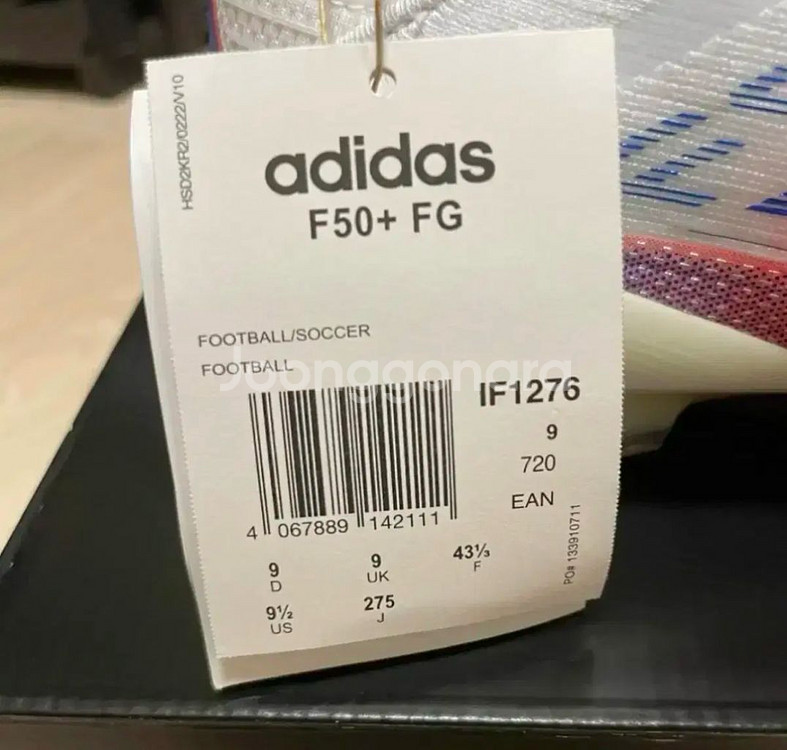 HSD2KR2/0222/V10
adidas
F50+ FG
FOOTBALL/SOCCER
FOOTBALL
Joonggonara
IF1276
9
720
EAN
4 067889 142111
9
D
9
UK
43⅓
F
9½
US
275
J
PO# 133910711